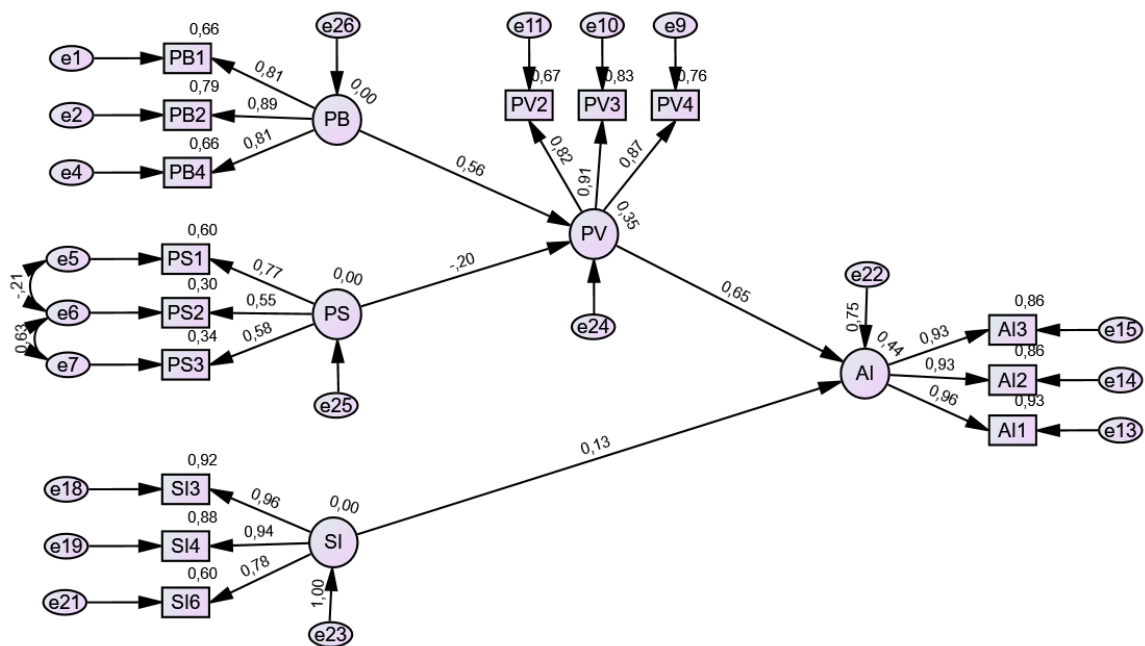 e26
0,66
e1
PB1
0,81
0,00
0,79
e2
PB2
0,89
PB
0,66
0,81
e4
PB4
0,56
e11
e10
e9
0,67
0,83
0,76
PV2
PV3
PV4
0,82
0,91
0,87
0,35
PV
e24
0,60
e5
PS1
0,77
0,00
-,21
0,30
e6
PS2
0,55
PS
0,63
0,34
0,58
e7
PS3
e25
-,20
0,65
e22
0,75
0,44
AI
0,86
0,93
AI3
e15
0,86
0,93
AI2
e14
0,93
0,96
AI1
e13
0,13
0,92
e18
SI3
0,96
0,00
0,88
e19
SI4
0,94
SI
0,60
0,78
e21
SI6
1,00
e23